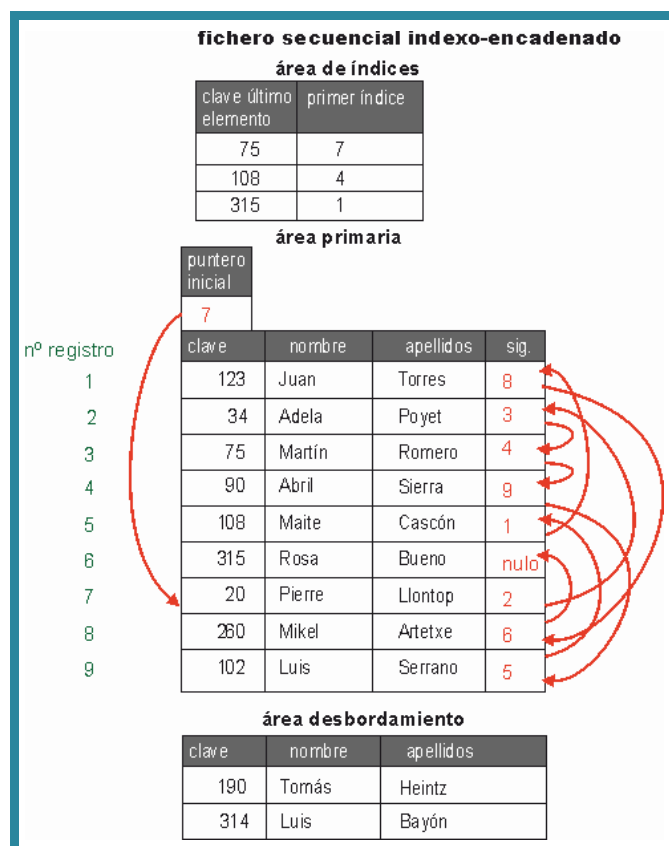 fichero secuencial indexo-encadenado
área de índices
clave último elemento primer índice
75 7
108 4
315 1
área primaria
puntero inicial
7
nº registro clave nombre apellidos sig.
1 123 Juan Torres 8
2 34 Adela Poyet 3
3 75 Martín Romero 4
4 90 Abril Sierra 9
5 108 Maite Cascón 1
6 315 Rosa Bueno nulo
7 20 Pierre Llontop 2
8 260 Mikel Artetxe 6
9 102 Luis Serrano 5
área desbordamiento
clave nombre apellidos
190 Tomás Heintz
314 Luis Bayón